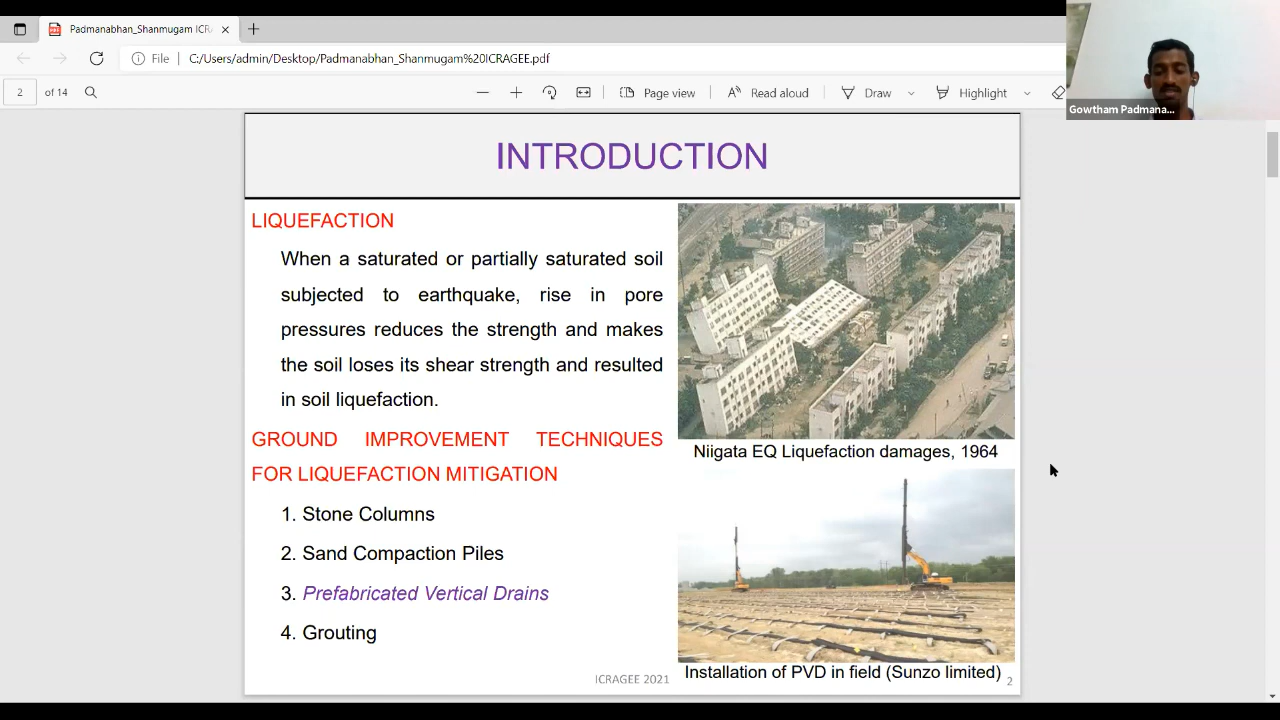 Padmanabhan_Shanmugam ICR
File
C:/Users/admin/Desktop/Padmanabhan_Shanmugam%20ICRAGEE.pdf
2 of 14
Page view
Read aloud
Draw
Highlight
Gowtham Padmana...
INTRODUCTION
LIQUEFACTION
When a saturated or partially saturated soil
subjected to earthquake, rise in pore
pressures reduces the strength and makes
the soil loses its shear strength and resulted
in soil liquefaction.
GROUND IMPROVEMENT TECHNIQUES
FOR LIQUEFACTION MITIGATION
1. Stone Columns
2. Sand Compaction Piles
3. Prefabricated Vertical Drains
4. Grouting
Niigata EQ Liquefaction damages, 1964
Installation of PVD in field (Sunzo limited)
ICRAGEE 2021
2